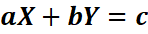 aX + bY = c